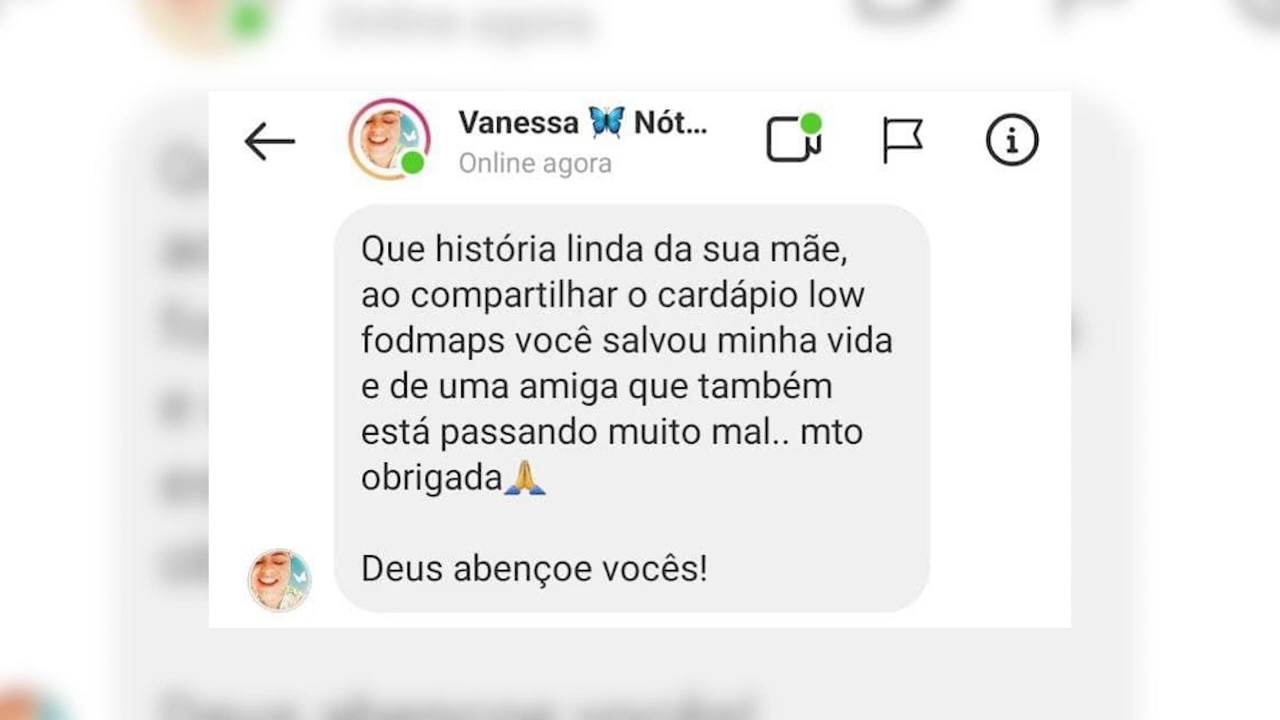 Vanessa 🦋 Nót...
Online agora
Que história linda da sua mãe,
ao compartilhar o cardápio low
fodmaps você salvou minha vida
e de uma amiga que também
está passando muito mal.. mto
obrigada🙏
Deus abençoe vocês!